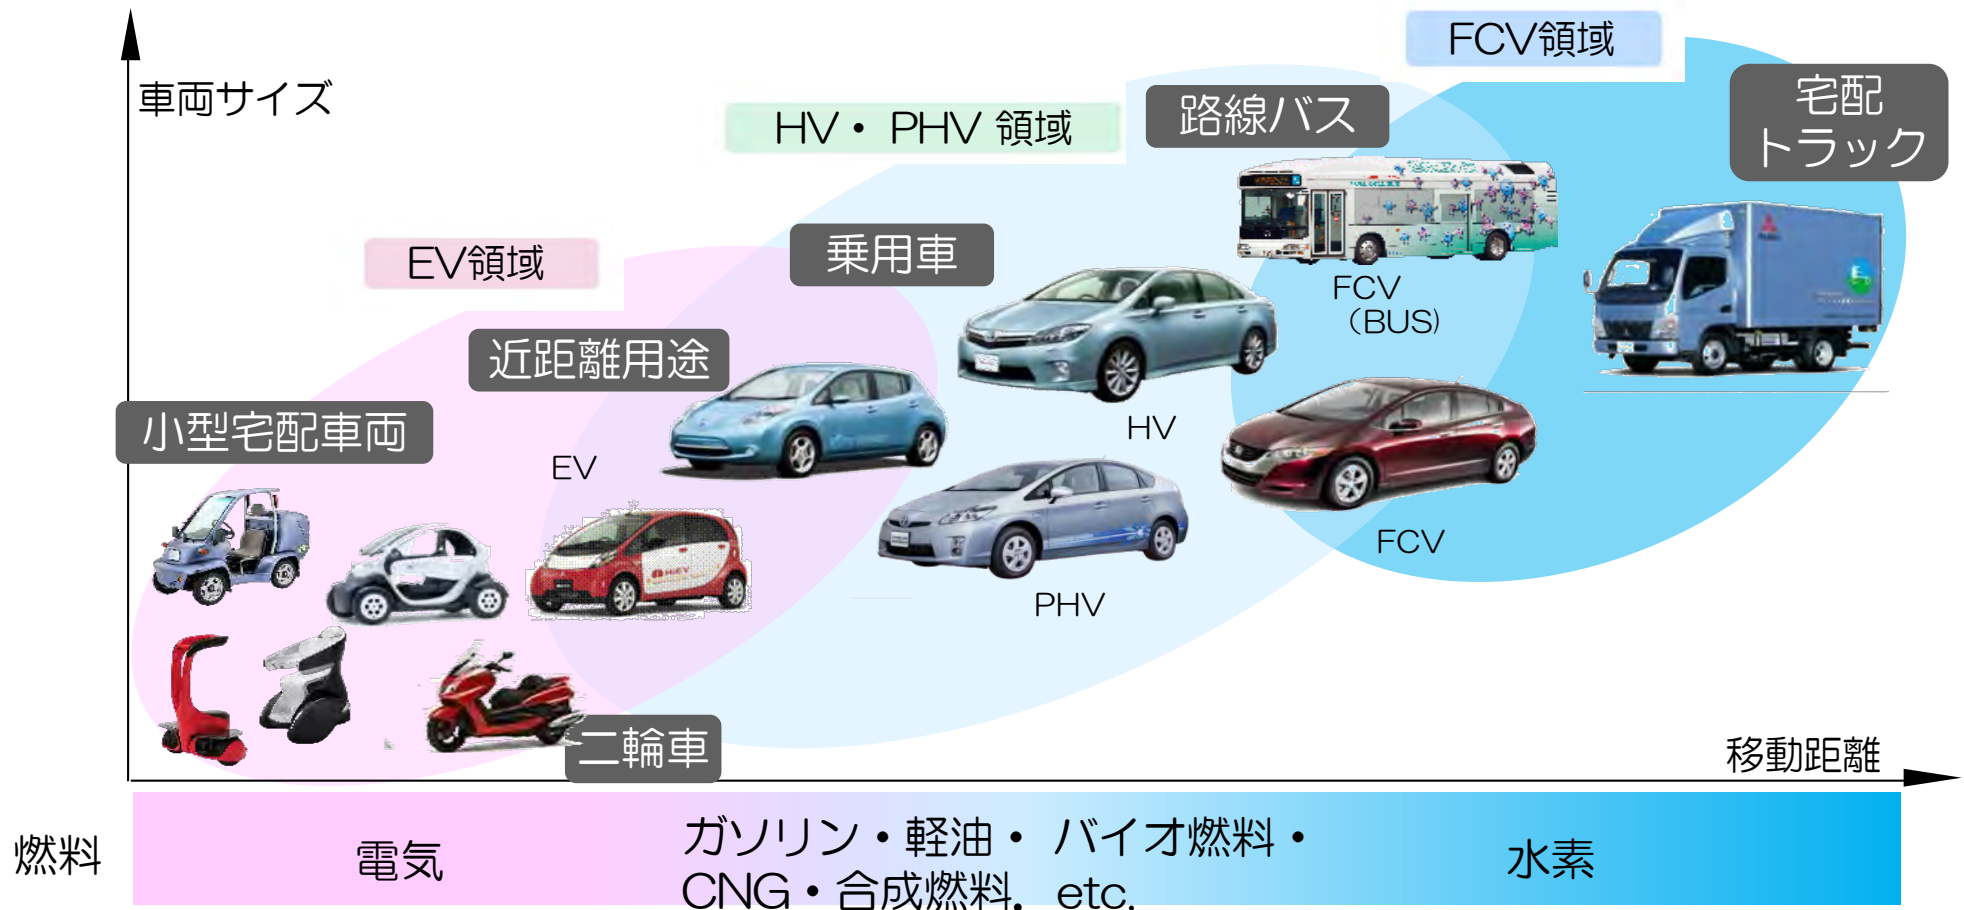 FCV領域
車両サイズ
HV・PHV 領域
路線バス
宅配
トラック
EV領域
乗用車
近距離用途
FCV
(BUS)
小型宅配車両
HV
EV
FCV
PHV
二輪車
移動距離
燃料
電気
ガソリン・軽油・バイオ燃料・
CNG・合成燃料. etc.
水素